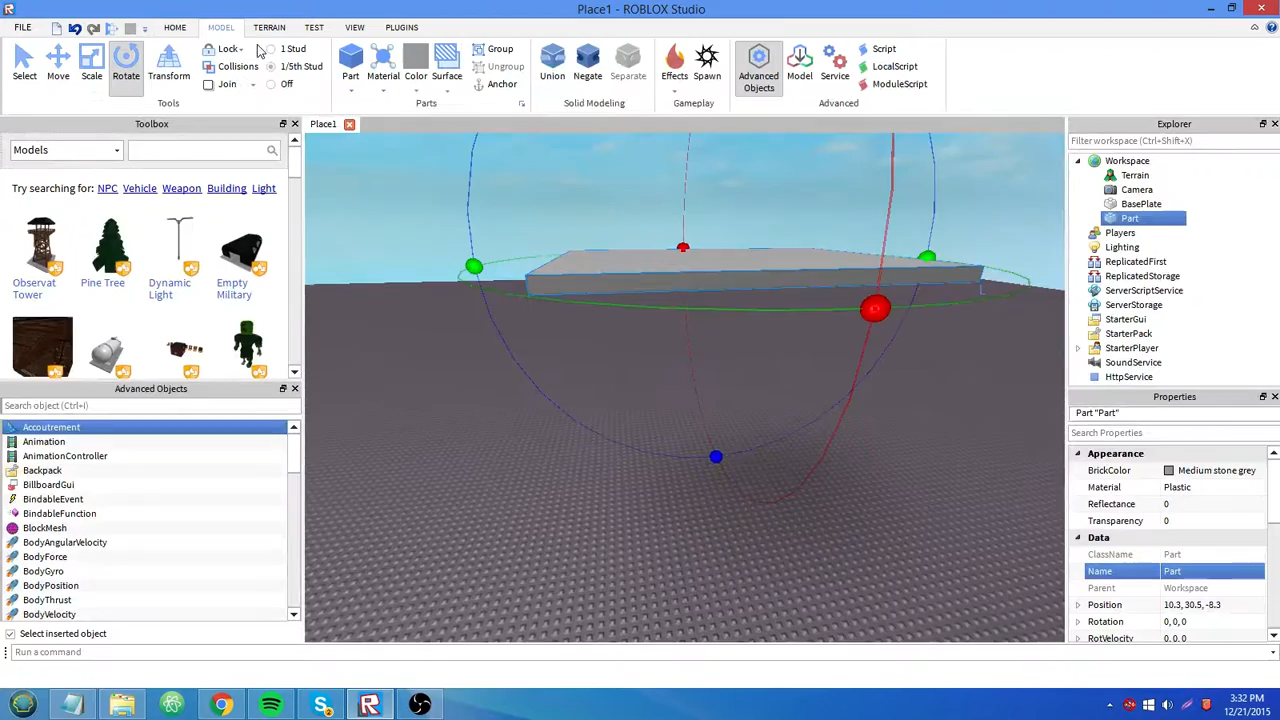 Place1 - ROBLOX Studio
FILE
HOME
MODEL
TERRAIN
TEST
VIEW
PLUGINS
Select
Move
Scale
Rotate
Transform
Lock
Collisions
Join
1 Stud
1/5th Stud
Off
Tools
Part
Material
Color
Surface
Group
Ungroup
Anchor
Parts
Union
Negate
Separate
Solid Modeling
Effects
Spawn
Gameplay
Advanced
Objects
Model
Service
Script
LocalScript
ModuleScript
Advanced
Toolbox
Models
Try searching for: NPC Vehicle Weapon Building Light
Observat
Tower
Pine Tree
Dynamic
Light
Empty
Military
Advanced Objects
Search object (Ctrl+I)
Accoutrement
Animation
AnimationController
Backpack
BillboardGui
BindableEvent
BindableFunction
BlockMesh
BodyAngularVelocity
BodyForce
BodyGyro
BodyPosition
BodyThrust
BodyVelocity
Select inserted object
Run a command
Place1
Explorer
Filter workspace (Ctrl+Shift+X)
Workspace
Terrain
Camera
BasePlate
Part
Players
Lighting
ReplicatedFirst
ReplicatedStorage
ServerScriptService
ServerStorage
StarterGui
StarterPack
StarterPlayer
SoundService
HttpService
Properties
Part "Part"
Search Properties
Appearance
BrickColor Medium stone grey
Material Plastic
Reflectance 0
Transparency 0
Data
ClassName Part
Name Part
Parent Workspace
Position 10.3, 30.5, -8.3
Rotation 0, 0, 0
RotVelocity 0, 0, 0
3:32 PM
12/21/2015